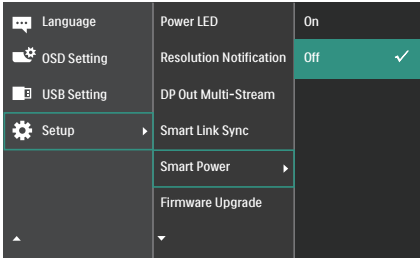 Language
OSD Setting
USB Setting
Setup
Power LED
Resolution Notification
DP Out Multi-Stream
Smart Link Sync
Smart Power
Firmware Upgrade
On
Off